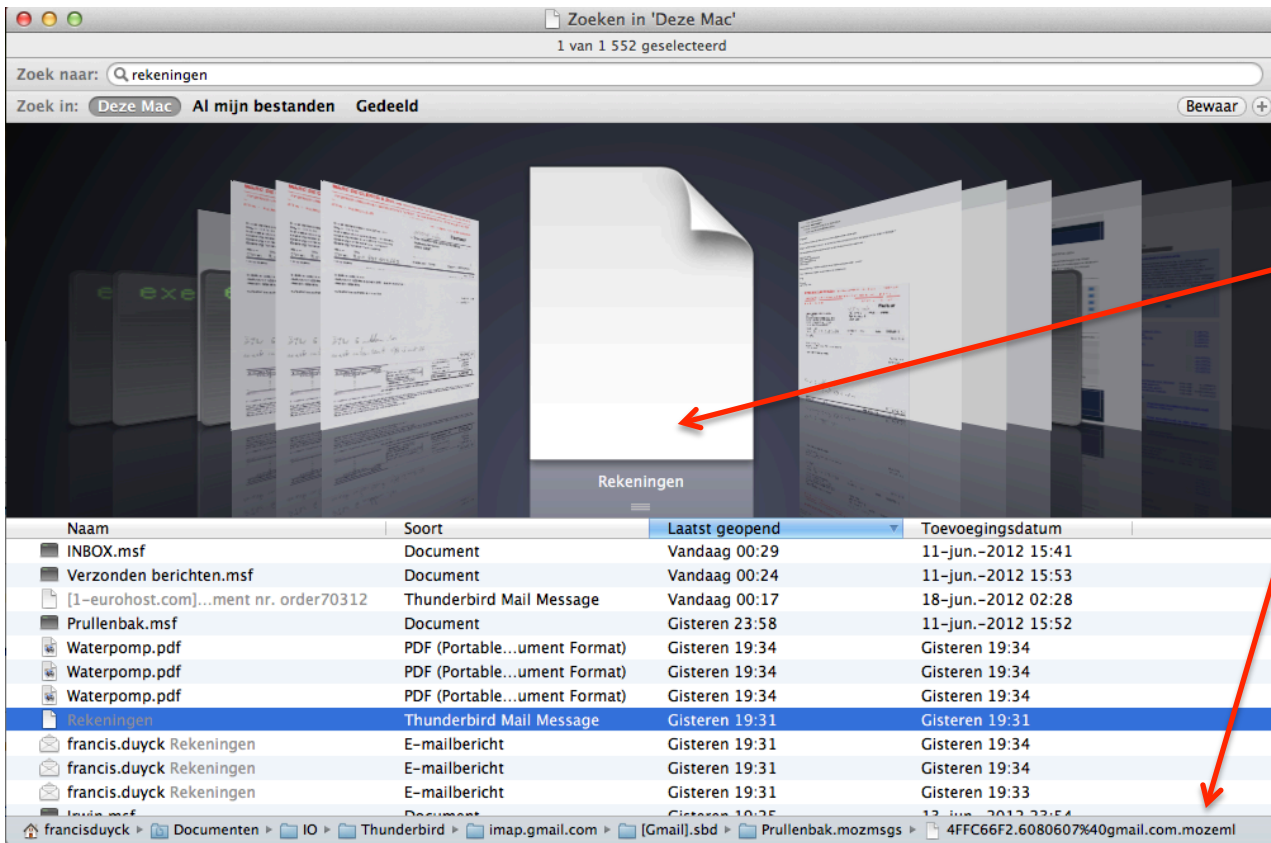 Zoeken in 'Deze Mac'
1 van 1 552 geselecteerd
Zoek naar: rekeningen
Zoek in: Deze Mac Al mijn bestanden Gedeeld Bewaar +
exe
Rekeningen
Naam Soort Laatst geopend Toevoegingsdatum
INBOX.msf Document Vandaag 00:29 11-jun.-2012 15:41
Verzonden berichten.msf Document Vandaag 00:24 11-jun.-2012 15:53
[1-eurohost.com]...ment nr. order70312 Thunderbird Mail Message Vandaag 00:17 18-jun.-2012 02:28
Prullenbak.msf Document Gisteren 23:58 11-jun.-2012 15:52
Waterpomp.pdf PDF (Portable...ument Format) Gisteren 19:34 Gisteren 19:34
Waterpomp.pdf PDF (Portable...ument Format) Gisteren 19:34 Gisteren 19:34
Waterpomp.pdf PDF (Portable...ument Format) Gisteren 19:34 Gisteren 19:34
Rekeningen Thunderbird Mail Message Gisteren 19:31 Gisteren 19:31
francis.duyck Rekeningen E-mailbericht Gisteren 19:31 Gisteren 19:34
francis.duyck Rekeningen E-mailbericht Gisteren 19:31 Gisteren 19:34
francis.duyck Rekeningen E-mailbericht Gisteren 19:31 Gisteren 19:33
francisduyck ▸ Documenten ▸ IO ▸ Thunderbird ▸ imap.gmail.com ▸ [Gmail].sbd ▸ Prullenbak.mozmsgs ▸ 4FFC66F2.6080607%40gmail.com.mozeml